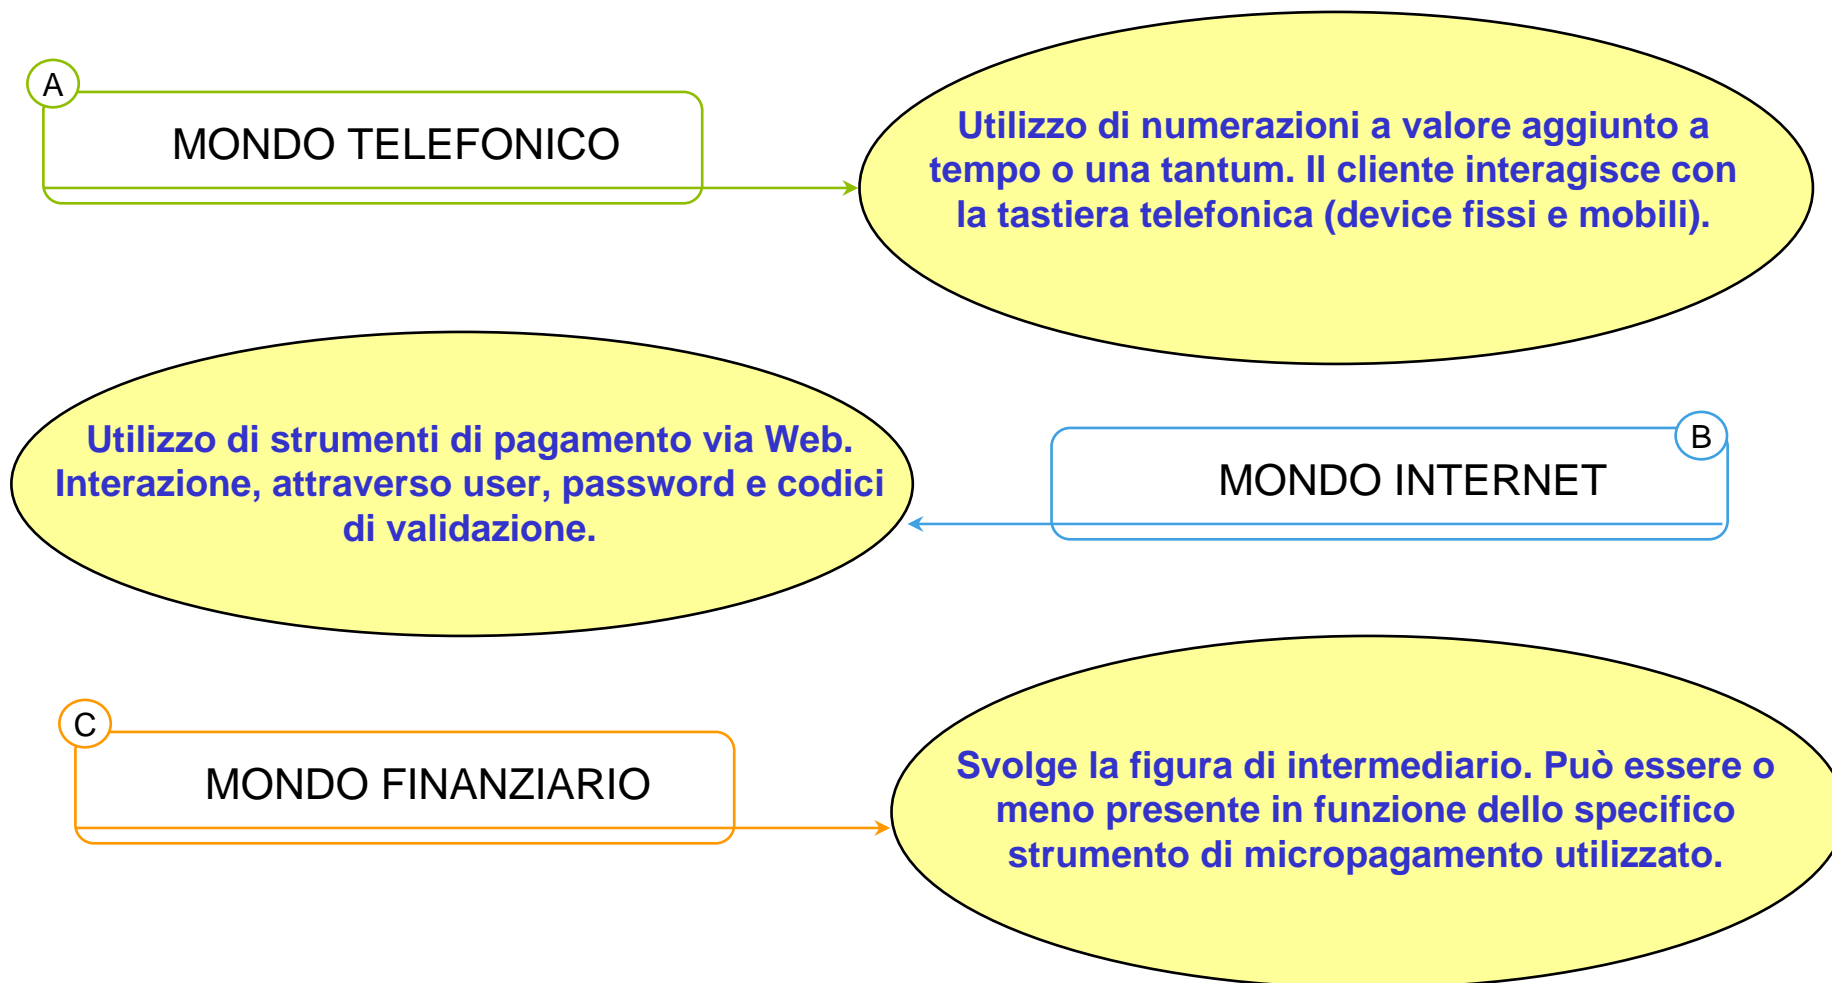 A
MONDO TELEFONICO
Utilizzo di numerazioni a valore aggiunto a
tempo o una tantum. Il cliente interagisce con
la tastiera telefonica (device fissi e mobili).
Utilizzo di strumenti di pagamento via Web.
Interazione, attraverso user, password e codici
di validazione.
B
MONDO INTERNET
C
MONDO FINANZIARIO
Svolge la figura di intermediario. Può essere o
meno presente in funzione dello specifico
strumento di micropagamento utilizzato.